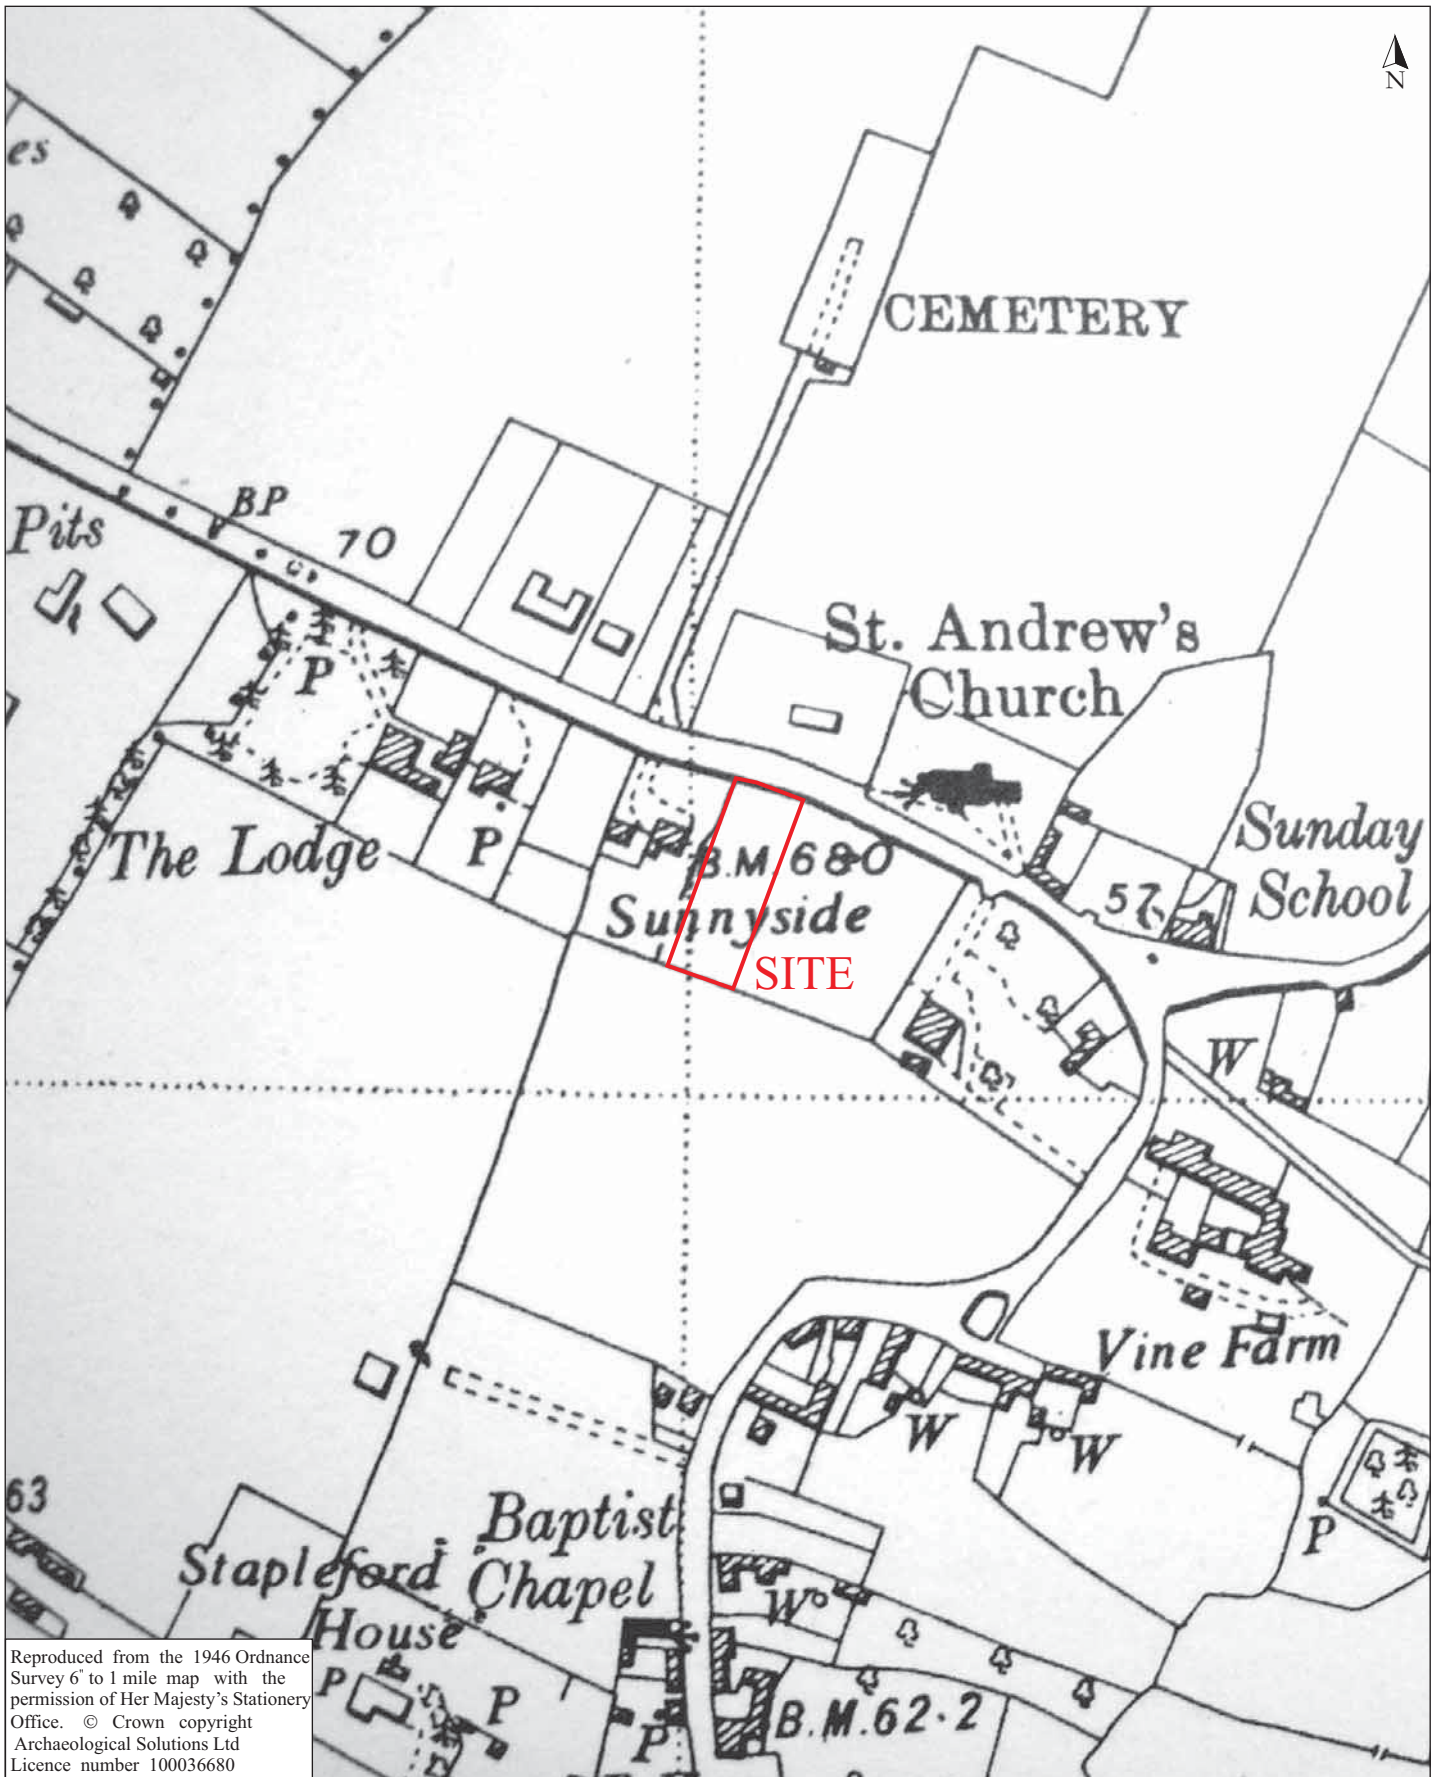 N
es
CEMETERY
B.P
Pits
70
St. Andrew's
Church
P
The Lodge
P
B.M. 68·0
Sunnyside
SITE
Sunday
School
57
W
Vine Farm
W
W
63
Baptist
Chapel
Stapleford
House
W
P
P
P
P
B.M.62·2
Reproduced from the 1946 Ordnance
Survey 6" to 1 mile map with the
permission of Her Majesty's Stationery
Office. © Crown copyright
Archaeological Solutions Ltd
Licence number 100036680